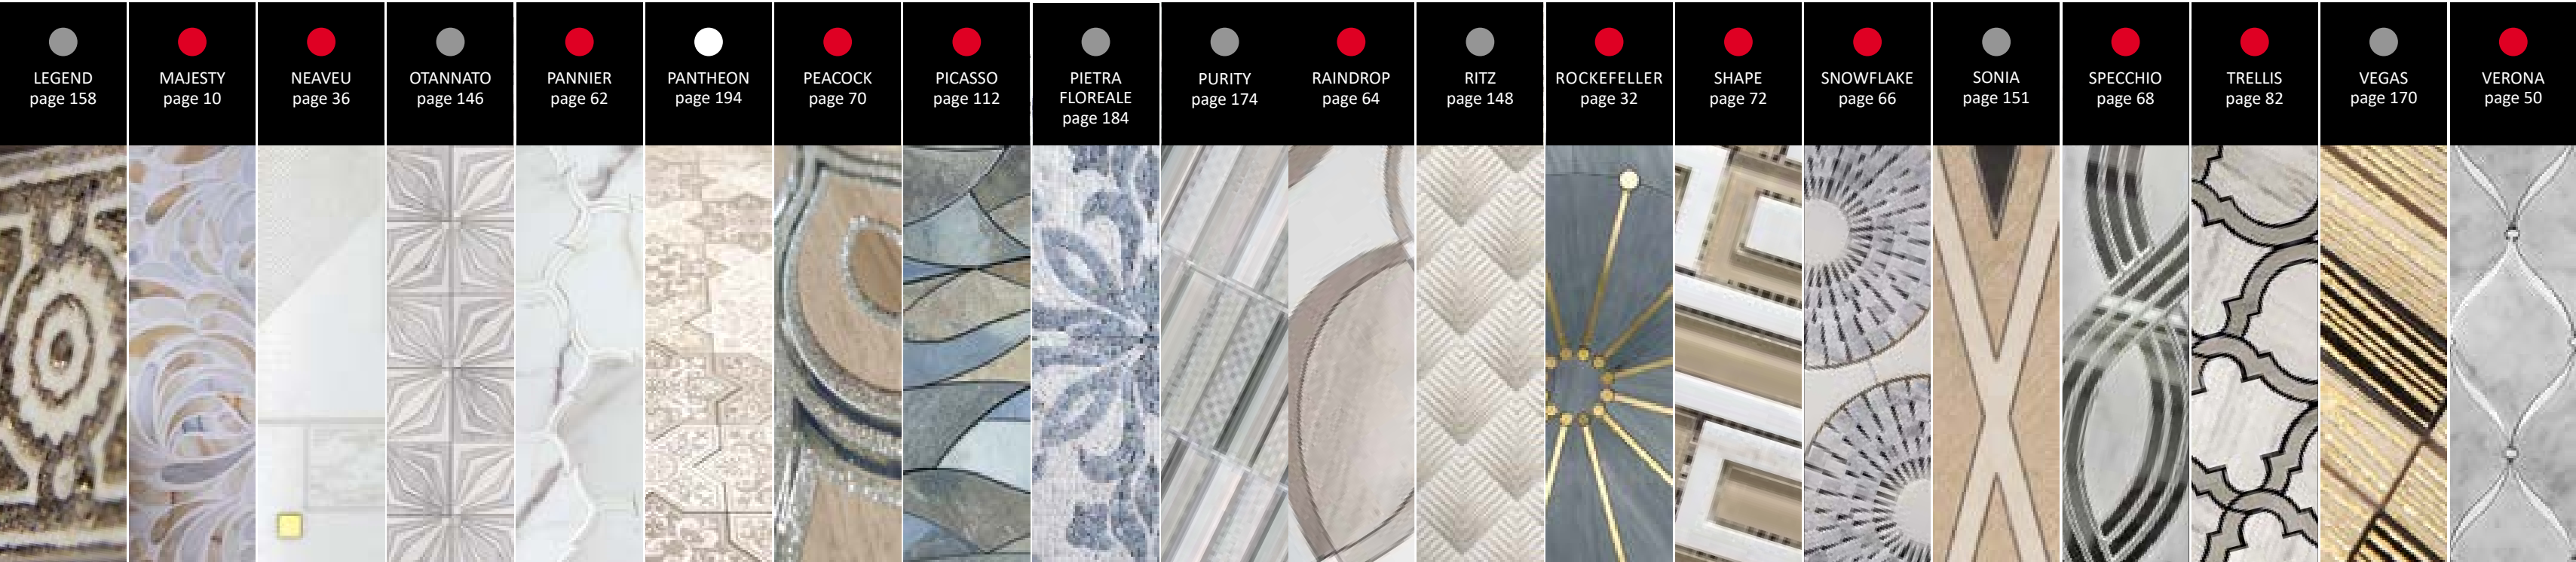 LEGEND
page 158
MAJESTY
page 10
NEAVEU
page 36
OTANNATO
page 146
PANNIER
page 62
PANTHEON
page 194
PEACOCK
page 70
PICASSO
page 112
PIETRA
FLOREALE
page 184
PURITY
page 174
RAINDROP
page 64
RITZ
page 148
ROCKEFELLER
page 32
SHAPE
page 72
SNOWFLAKE
page 66
SONIA
page 151
SPECCHIO
page 68
TRELLIS
page 82
VEGAS
page 170
VERONA
page 50